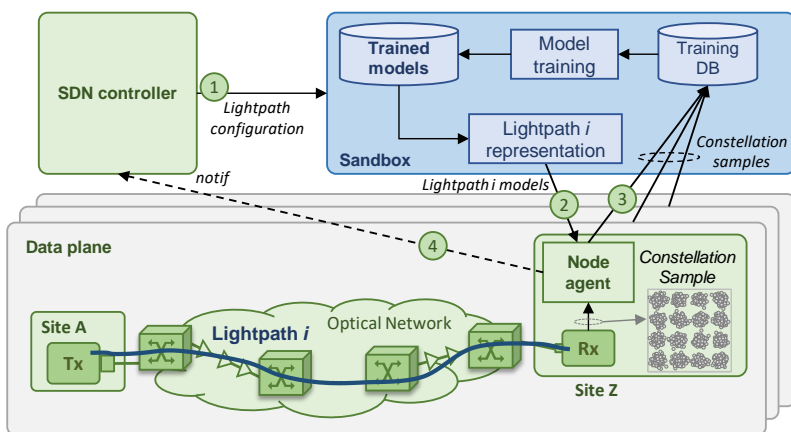 SDN controller
1
Lightpath
configuration
Trained
models
Model
training
Training
DB
Lightpath i
representation
Sandbox
Constellation
samples
notif
Lightpath i models
2
3
4
Data plane
Node
agent
Constellation
Sample
Site A
Tx
Lightpath i
Optical Network
Rx
Site Z